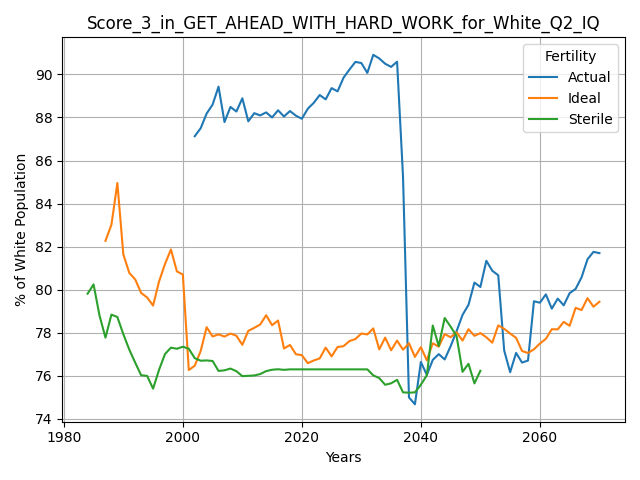 Score_3_in_GET_AHEAD_WITH_HARD_WORK_for_White_Q2_IQ
% of White Population
90
88
86
84
82
80
78
76
74
Fertility
Actual
Ideal
Sterile
1980
2000
2020
2040
2060
Years